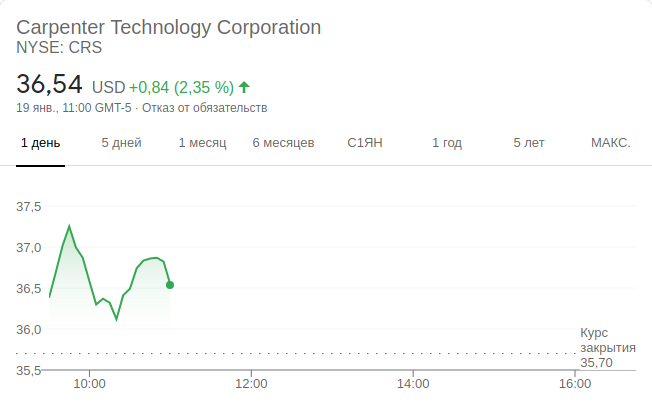 Carpenter Technology Corporation
NYSE: CRS
36,54 USD +0,84 (2,35 %)
19 янв., 11:00 GMT-5 · Отказ от обязательств
1 день 5 дней 1 месяц 6 месяцев С1ЯН 1 год 5 лет МАКС.
37,5
37,0
36,5
36,0
35,5
Курс
закрытия
35,70
10:00 12:00 14:00 16:00